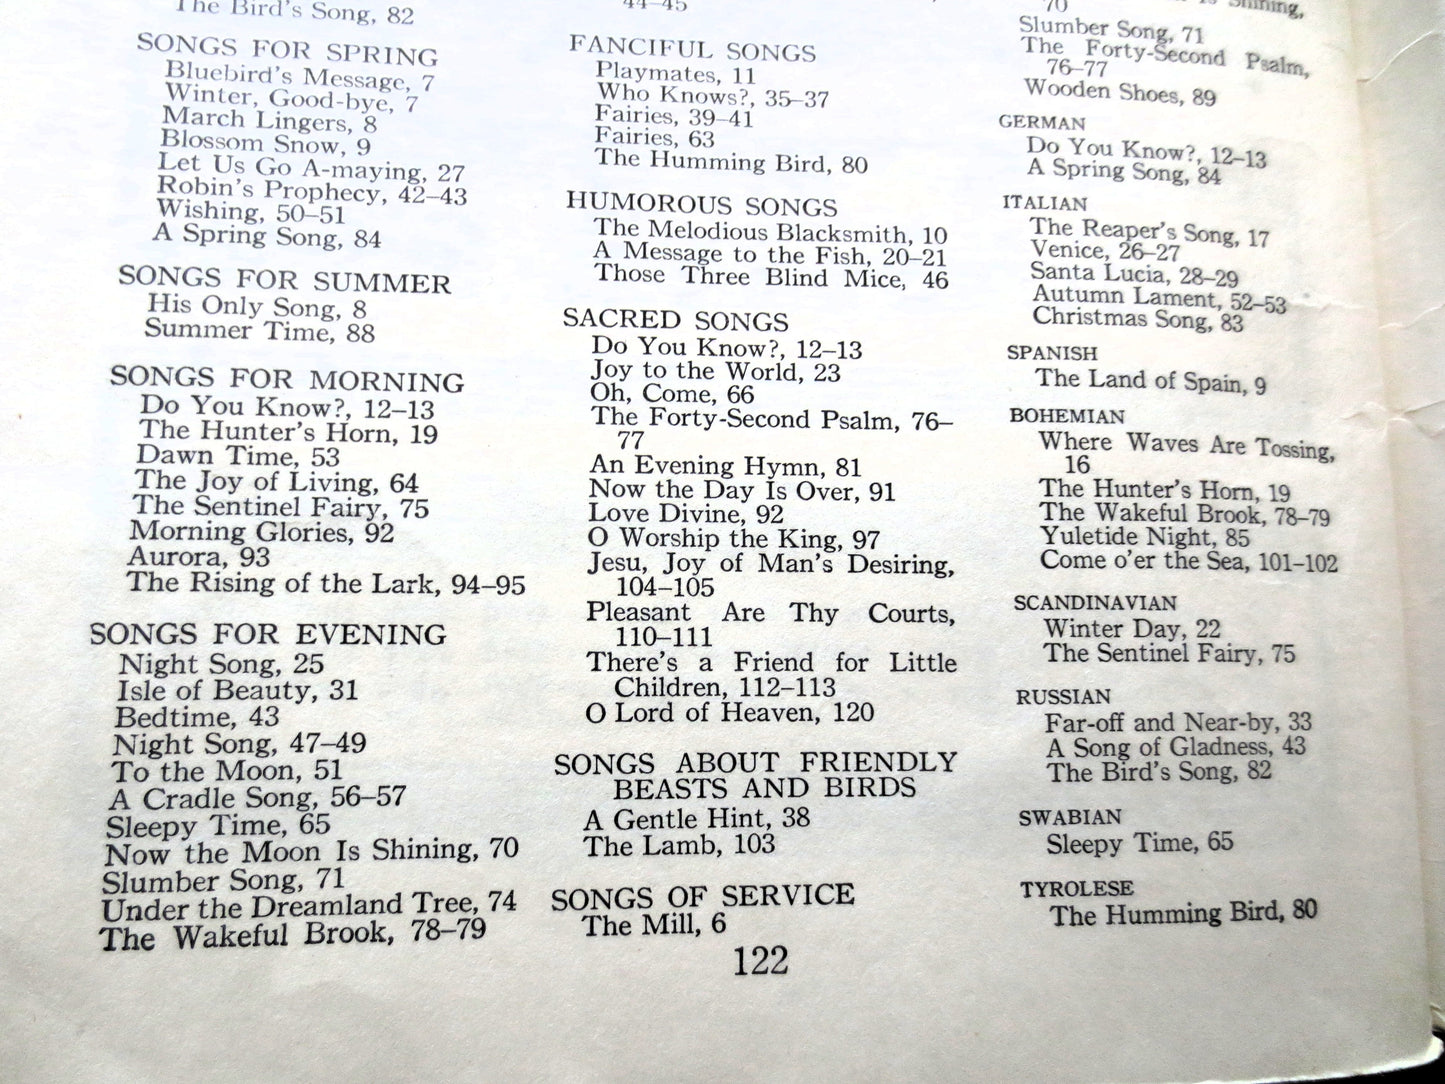 The Bird's Song, 82
SONGS FOR SPRING
Bluebird's Message, 7
Winter, Good-bye, 7
March Lingers, 8
Blossom Snow, 9
Let Us Go A-maying, 27
Robin's Prophecy, 42–43
Wishing, 50–51
A Spring Song, 84
SONGS FOR SUMMER
His Only Song, 8
Summer Time, 88
SONGS FOR MORNING
Do You Know?, 12–13
The Hunter's Horn, 19
Dawn Time, 53
The Joy of Living, 64
The Sentinel Fairy, 75
Morning Glories, 92
Aurora, 93
The Rising of the Lark, 94–95
SONGS FOR EVENING
Night Song, 25
Isle of Beauty, 31
Bedtime, 43
Night Song, 47–49
To the Moon, 51
A Cradle Song, 56–57
Sleepy Time, 65
Now the Moon Is Shining, 70
Slumber Song, 71
Under the Dreamland Tree, 74
The Wakeful Brook, 78–79
44–45
FANCIFUL SONGS
Playmates, 11
Who Knows?, 35–37
Fairies, 39–41
Fairies, 63
The Humming Bird, 80
HUMOROUS SONGS
The Melodious Blacksmith, 10
A Message to the Fish, 20–21
Those Three Blind Mice, 46
SACRED SONGS
Do You Know?, 12–13
Joy to the World, 23
Oh, Come, 66
The Forty-Second Psalm, 76–
77
An Evening Hymn, 81
Now the Day Is Over, 91
Love Divine, 92
O Worship the King, 97
Jesu, Joy of Man's Desiring,
104–105
Pleasant Are Thy Courts,
110–111
There's a Friend for Little
Children, 112–113
O Lord of Heaven, 120
SONGS ABOUT FRIENDLY
BEASTS AND BIRDS
A Gentle Hint, 38
The Lamb, 103
SONGS OF SERVICE
The Mill, 6
Shining,
70
Slumber Song, 71
The Forty-Second Psalm,
76–77
Wooden Shoes, 89
GERMAN
Do You Know?, 12–13
A Spring Song, 84
ITALIAN
The Reaper's Song, 17
Venice, 26–27
Santa Lucia, 28–29
Autumn Lament, 52–53
Christmas Song, 83
SPANISH
The Land of Spain, 9
BOHEMIAN
Where Waves Are Tossing,
16
The Hunter's Horn, 19
The Wakeful Brook, 78–79
Yuletide Night, 85
Come o'er the Sea, 101–102
SCANDINAVIAN
Winter Day, 22
The Sentinel Fairy, 75
RUSSIAN
Far-off and Near-by, 33
A Song of Gladness, 43
The Bird's Song, 82
SWABIAN
Sleepy Time, 65
TYROLESE
The Humming Bird, 80
122